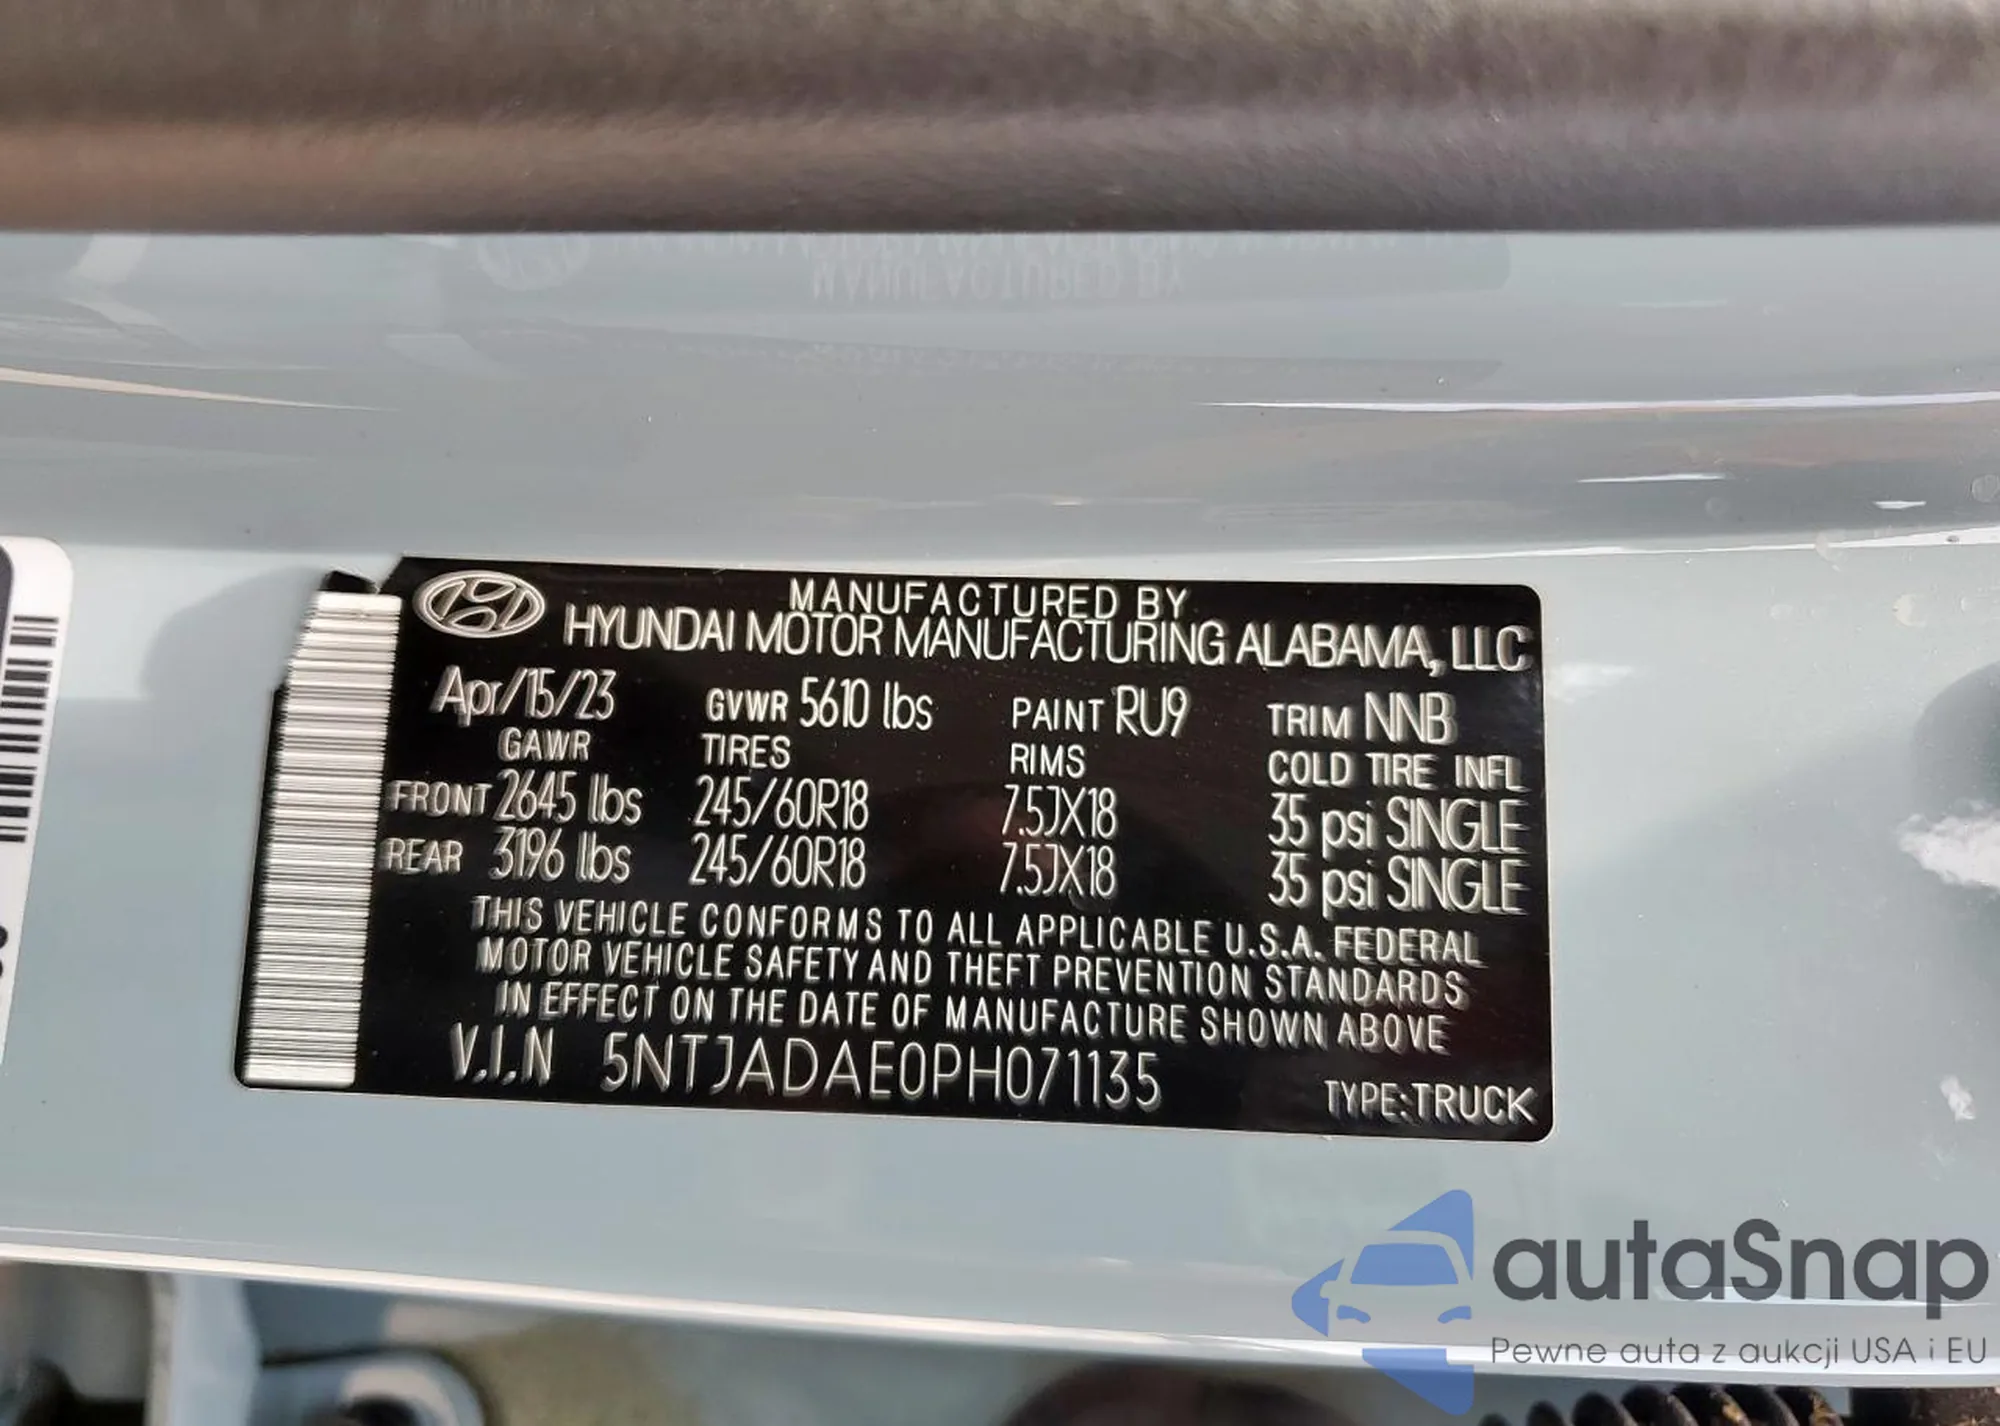 MANUFACTURED BY
HYUNDAI MOTOR MANUFACTURING ALABAMA, LLC
Apr/15/23 GVWR 5610 lbs PAINT RU9 TRIM NNB
GAWR TIRES RIMS COLD TIRE INFL
FRONT 2645 lbs 245/60R18 7.5JX18 35 psi SINGLE
REAR 3196 lbs 245/60R18 7.5JX18 35 psi SINGLE
THIS VEHICLE CONFORMS TO ALL APPLICABLE U.S.A. FEDERAL
MOTOR VEHICLE SAFETY AND THEFT PREVENTION STANDARDS
IN EFFECT ON THE DATE OF MANUFACTURE SHOWN ABOVE
V.I.N 5NTJADAE0PH071135
TYPE:TRUCK
autaSnap
Pewne auta z aukcji USA i EU